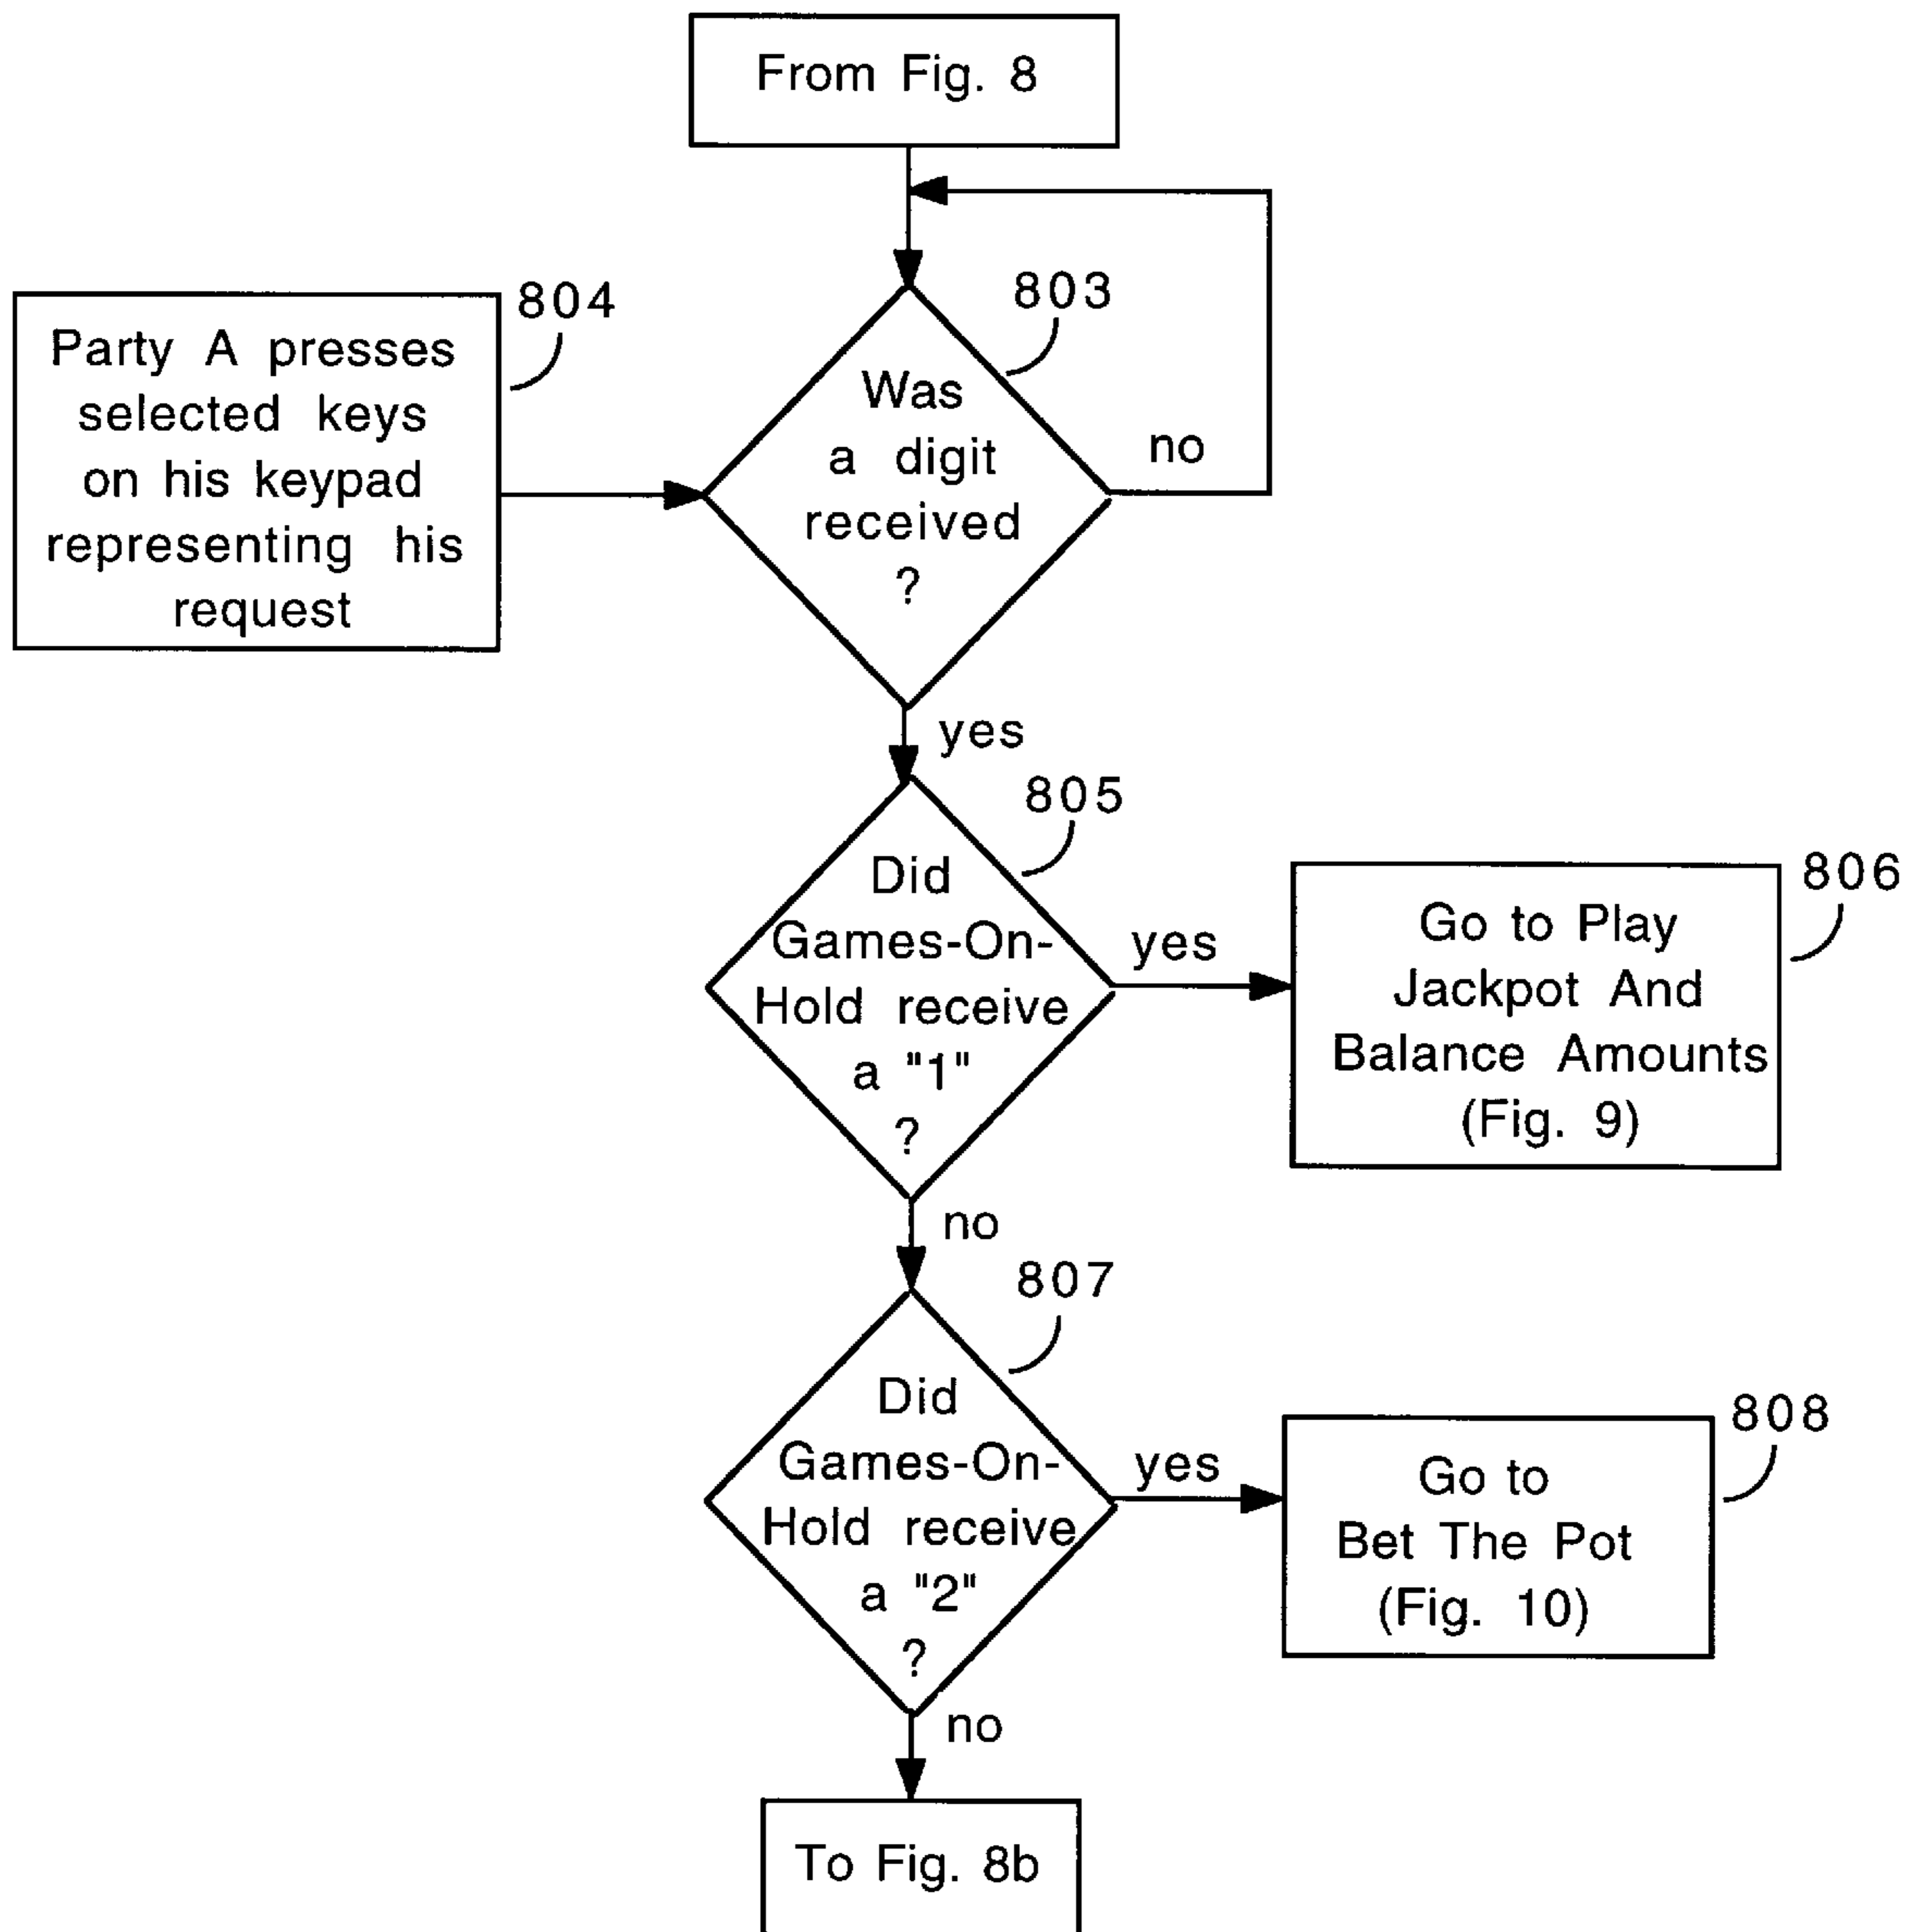 From Fig. 8
803
804
Party A presses
selected keys
on his keypad
representing his
request
Was
a digit
received
?
no
yes
805
Did
Games-On-
Hold receive
a "1"
?
yes
806
Go to Play
Jackpot And
Balance Amounts
(Fig. 9)
no
807
Did
Games-On-
Hold receive
a "2"
?
yes
808
Go to
Bet The Pot
(Fig. 10)
no
To Fig. 8b